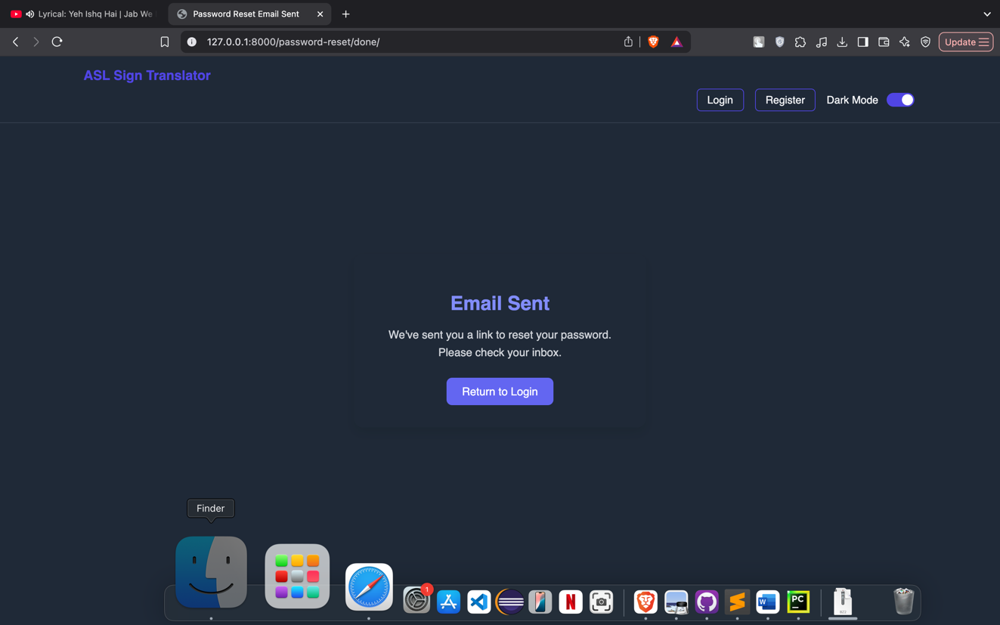 Lyrical: Yeh Ishq Hai | Jab We
Password Reset Email Sent
127.0.0.1:8000/password-reset/done/
Update
ASL Sign Translator
Login
Register
Dark Mode
Email Sent
We've sent you a link to reset your password.
Please check your inbox.
Return to Login
Finder
1
N
W
PC